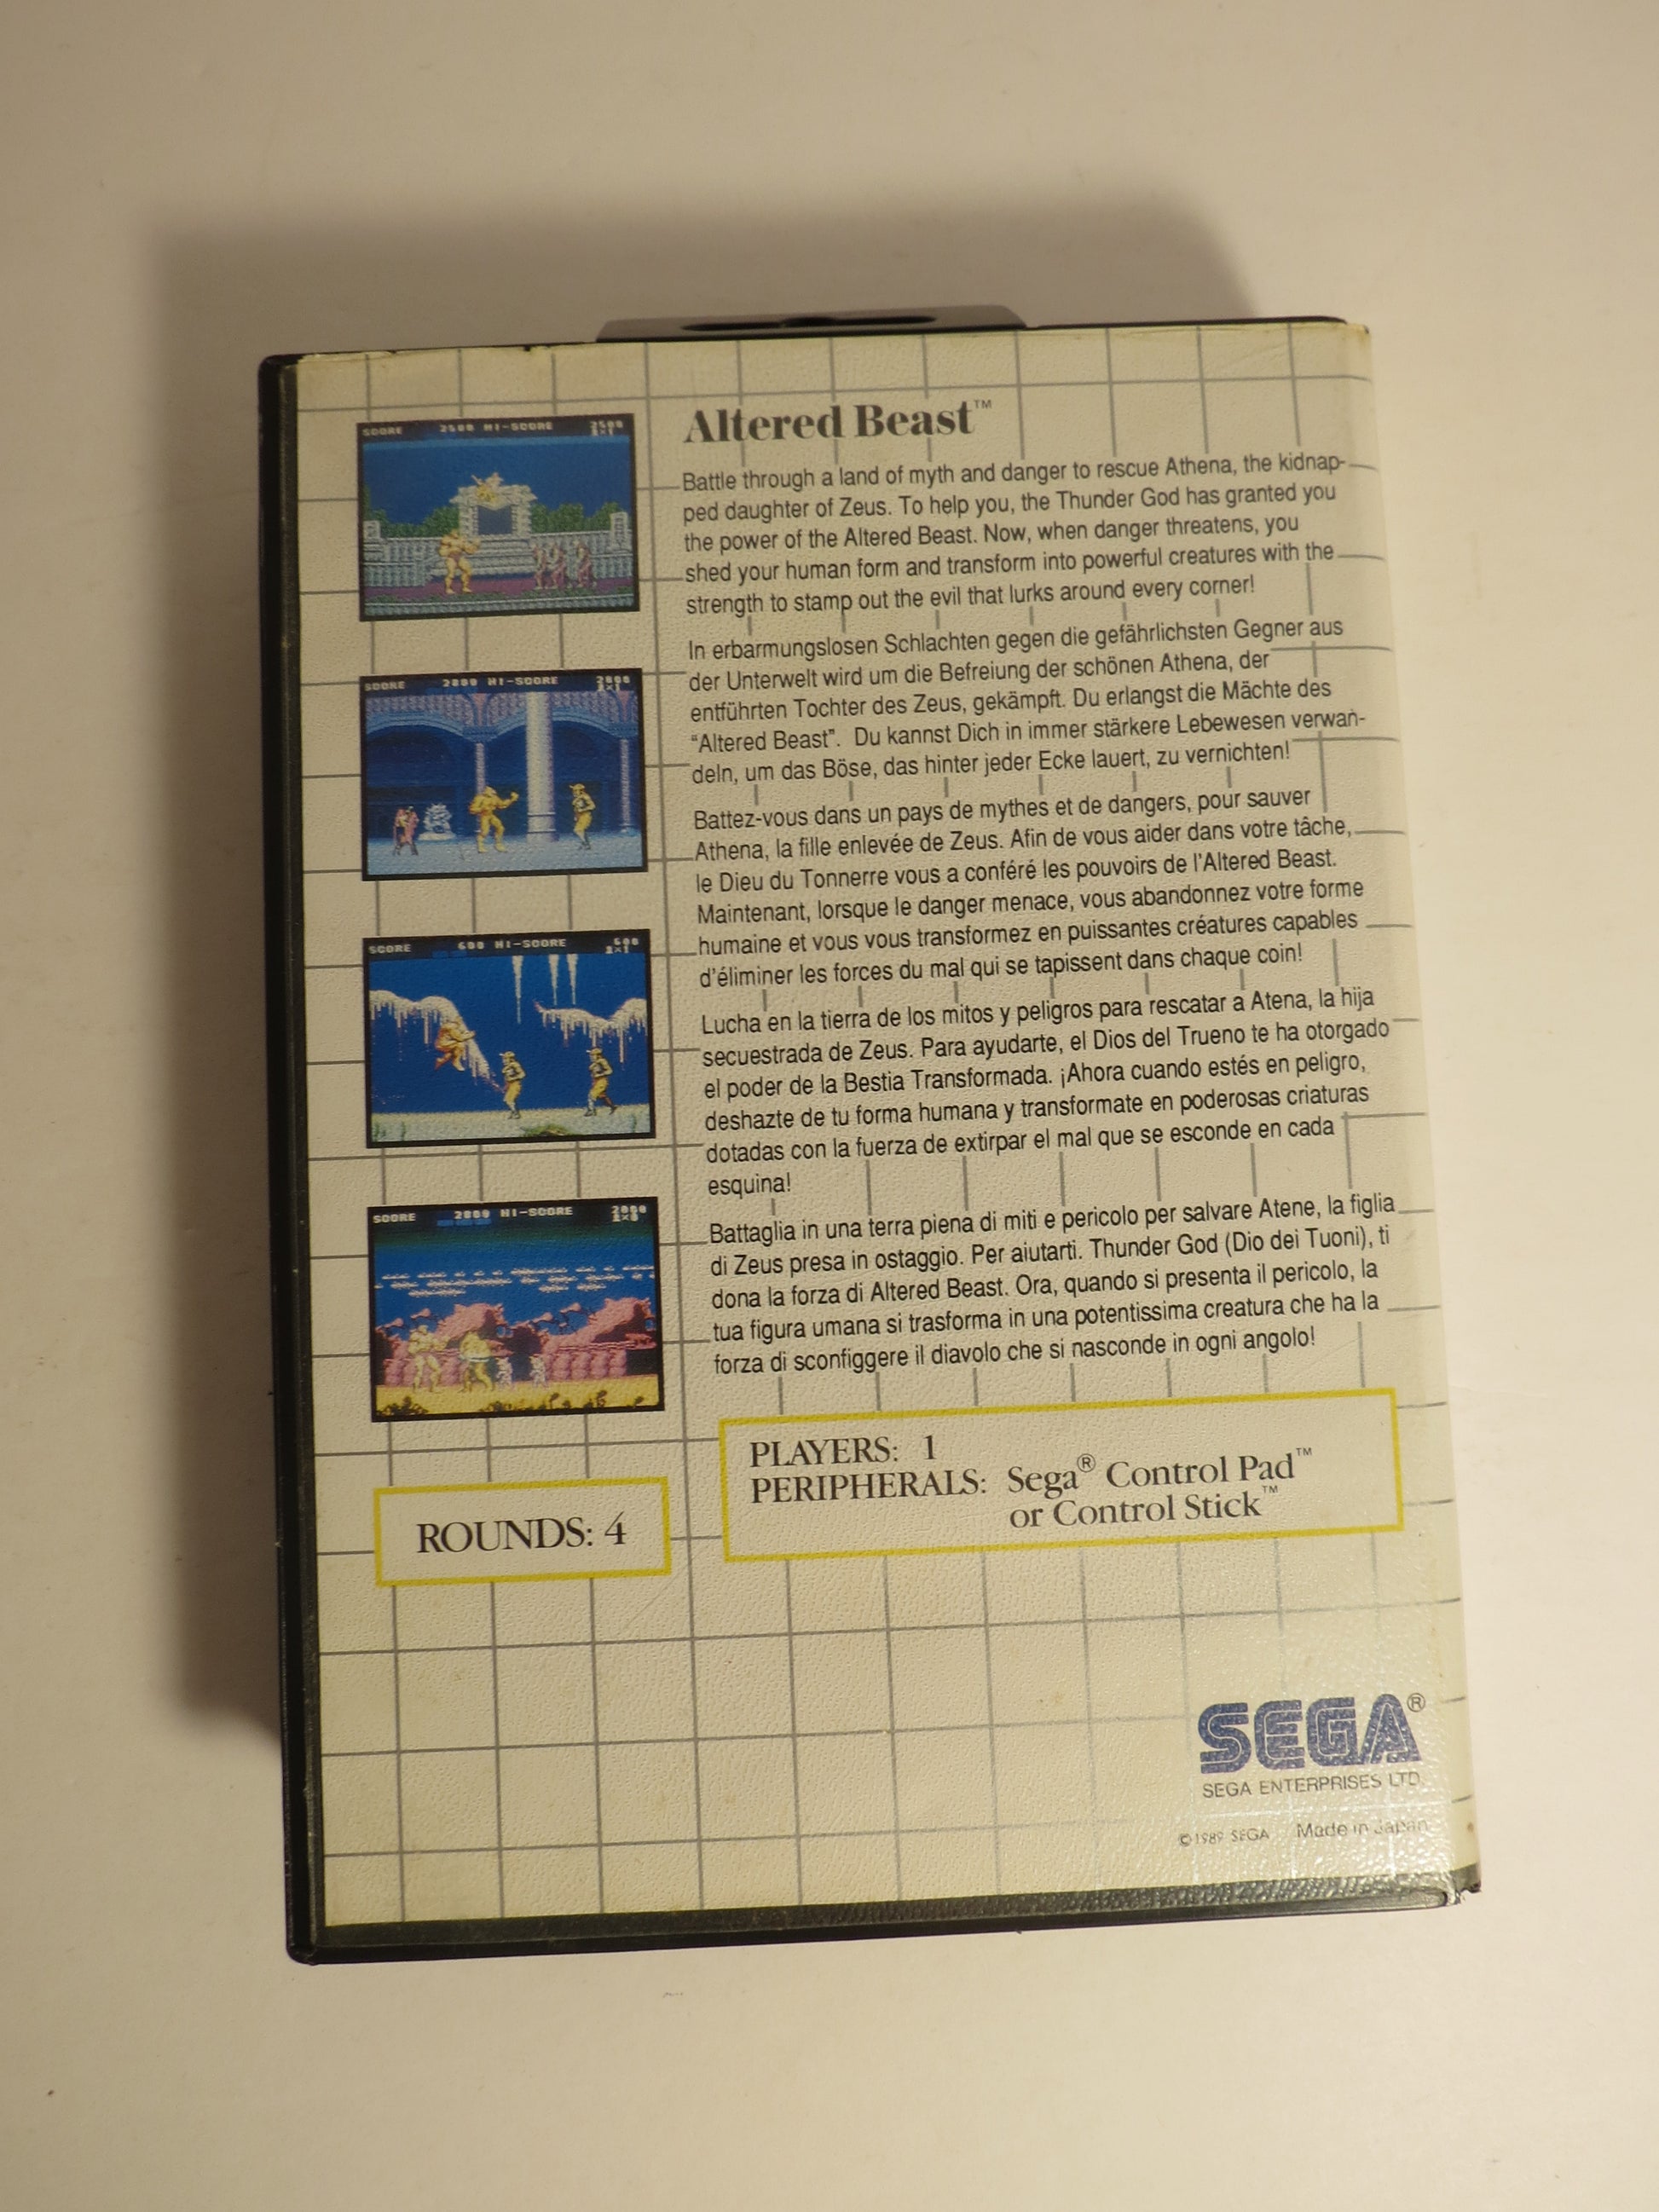 Altered Beast™
Battle through a land of myth and danger to rescue Athena, the kidnap-
ped daughter of Zeus. To help you, the Thunder God has granted you
the power of the Altered Beast. Now, when danger threatens, you
shed your human form and transform into powerful creatures with the
strength to stamp out the evil that lurks around every corner!
In erbarmungslosen Schlachten gegen die gefährlichsten Gegner aus
der Unterwelt wird um die Befreiung der schönen Athena, der
entführten Tochter des Zeus, gekämpft. Du erlangst die Mächte des
“Altered Beast”. Du kannst Dich in immer stärkere Lebewesen verwan-
deln, um das Böse, das hinter jeder Ecke lauert, zu vernichten!
Battez-vous dans un pays de mythes et de dangers, pour sauver
Athena, la fille enlevée de Zeus. Afin de vous aider dans votre tâche,
le Dieu du Tonnerre vous a conféré les pouvoirs de l'Altered Beast.
Maintenant, lorsque le danger menace, vous abandonnez votre forme
humaine et vous vous transformez en puissantes créatures capables
d'éliminer les forces du mal qui se tapissent dans chaque coin!
Lucha en la tierra de los mitos y peligros para rescatar a Atena, la hija
secuestrada de Zeus. Para ayudarte, el Dios del Trueno te ha otorgado
el poder de la Bestia Transformada. ¡Ahora cuando estés en peligro,
deshazte de tu forma humana y transformate en poderosas criaturas
dotadas con la fuerza de extirpar el mal que se esconde en cada
esquina!
Battaglia in una terra piena di miti e pericolo per salvare Atene, la figlia
di Zeus presa in ostaggio. Per aiutarti. Thunder God (Dio dei Tuoni), ti
dona la forza di Altered Beast. Ora, quando si presenta il pericolo, la
tua figura umana si trasforma in una potentissima creatura che ha la
forza di sconfiggere il diavolo che si nasconde in ogni angolo!
SCORE 2500 HI-SCORE 2500
SCORE 2800 HI-SCORE
SCORE 600 HI-SCORE 600
SCORE 2800 HI-SCORE
ROUNDS: 4
PLAYERS: 1
PERIPHERALS: Sega® Control Pad™
or Control Stick™
SEGA®
SEGA ENTERPRISES LTD.
©1989 SEGA Made in Japan